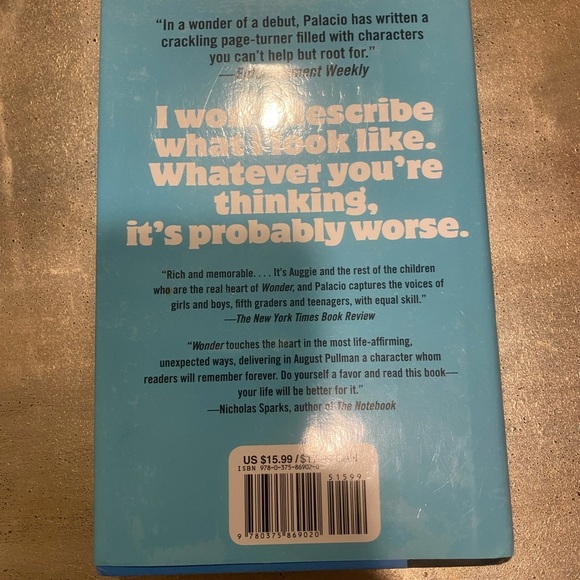 “In a wonder of a debut, Palacio has written a
crackling page-turner filled with characters
you can’t help but root for.”
—Entertainment Weekly
I won’t describe
what I look like.
Whatever you’re
thinking,
it’s probably worse.
“Rich and memorable. . . . It’s Auggie and the rest of the children
who are the real heart of Wonder, and Palacio captures the voices of
girls and boys, fifth graders and teenagers, with equal skill.”
—The New York Times Book Review
“Wonder touches the heart in the most life-affirming,
unexpected ways, delivering in August Pullman a character whom
readers will remember forever. Do yourself a favor and read this book—
your life will be better for it.”
—Nicholas Sparks, author of The Notebook
US $15.99 /
ISBN 978-0-375-86902-0
51599
9 780375 869020